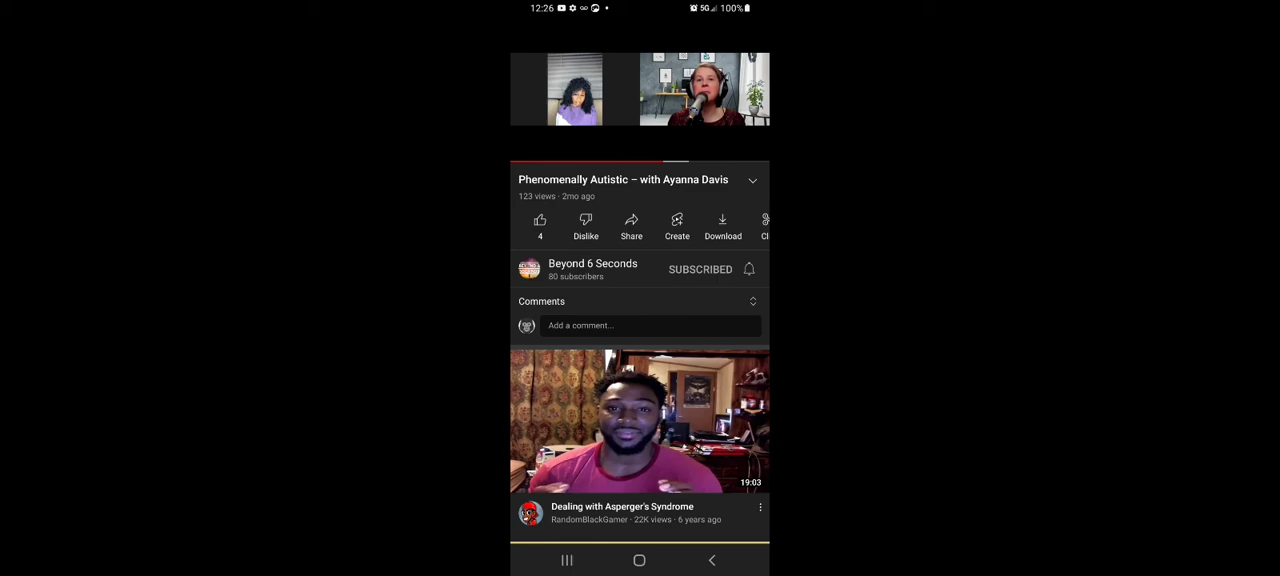 12:26 5G 100%
Phenomenally Autistic – with Ayanna Davis
123 views · 2mo ago
4 Dislike Share Create Download Cl
Beyond 6 Seconds
80 subscribers
SUBSCRIBED
Comments
Add a comment...
19:03
Dealing with Asperger's Syndrome
RandomBlackGamer · 22K views · 6 years ago